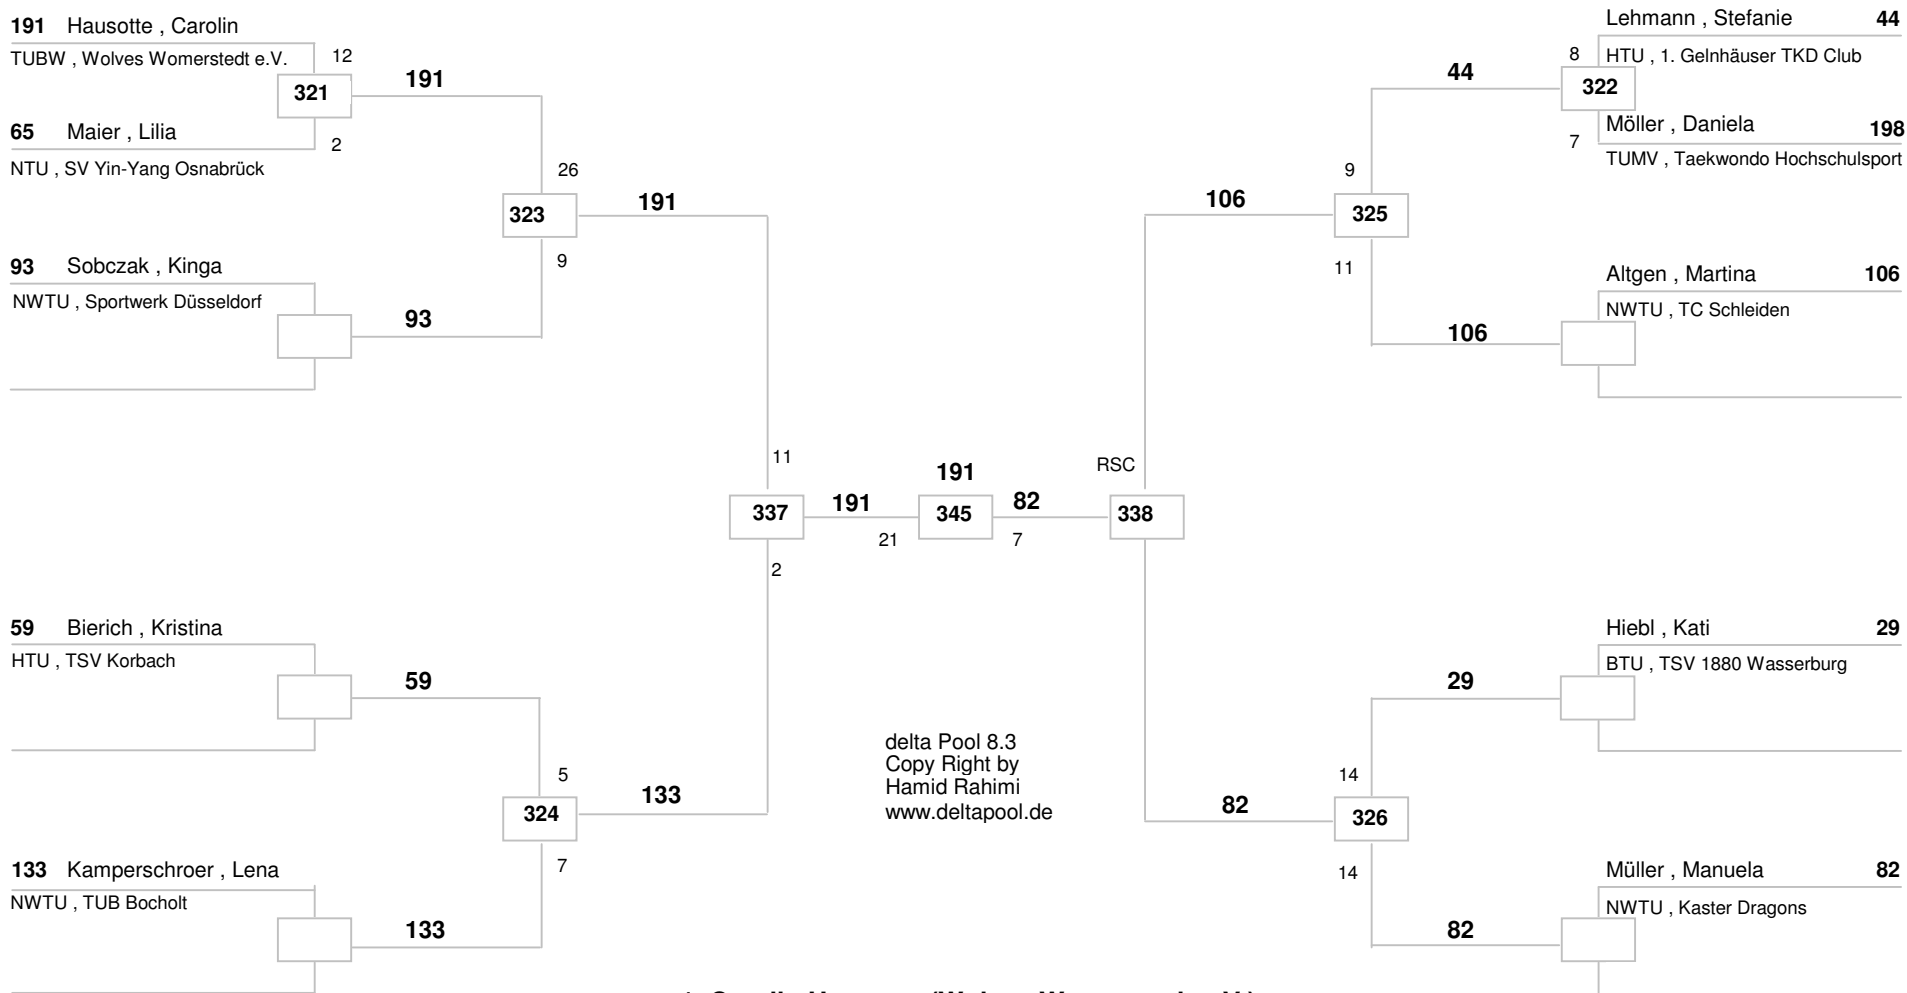 191 Hausotte , Carolin
TUBW , Wolves Womerstedt e.V.
12
321
191
65 Maier , Lilia
2
NTU , SV Yin-Yang Osnabrück
26
323
191
9
93 Sobczak , Kinga
NWTU , Sportwerk Düsseldorf
93
11
337
191
21
2
191
345
82
7
RSC
338
59 Bierich , Kristina
HTU , TSV Korbach
59
5
324
133
7
133 Kamperschroer , Lena
NWTU , TUB Bocholt
133
delta Pool 8.3
Copy Right by
Hamid Rahimi
www.deltapool.de
Lehmann , Stefanie 44
8
HTU , 1. Gelnhäuser TKD Club
44
322
Möller , Daniela 198
7
TUMV , Taekwondo Hochschulsport
9
106
325
11
Altgen , Martina 106
NWTU , TC Schleiden
106
Hiebl , Kati 29
BTU , TSV 1880 Wasserburg
29
14
82
326
14
Müller , Manuela 82
NWTU , Kaster Dragons
82